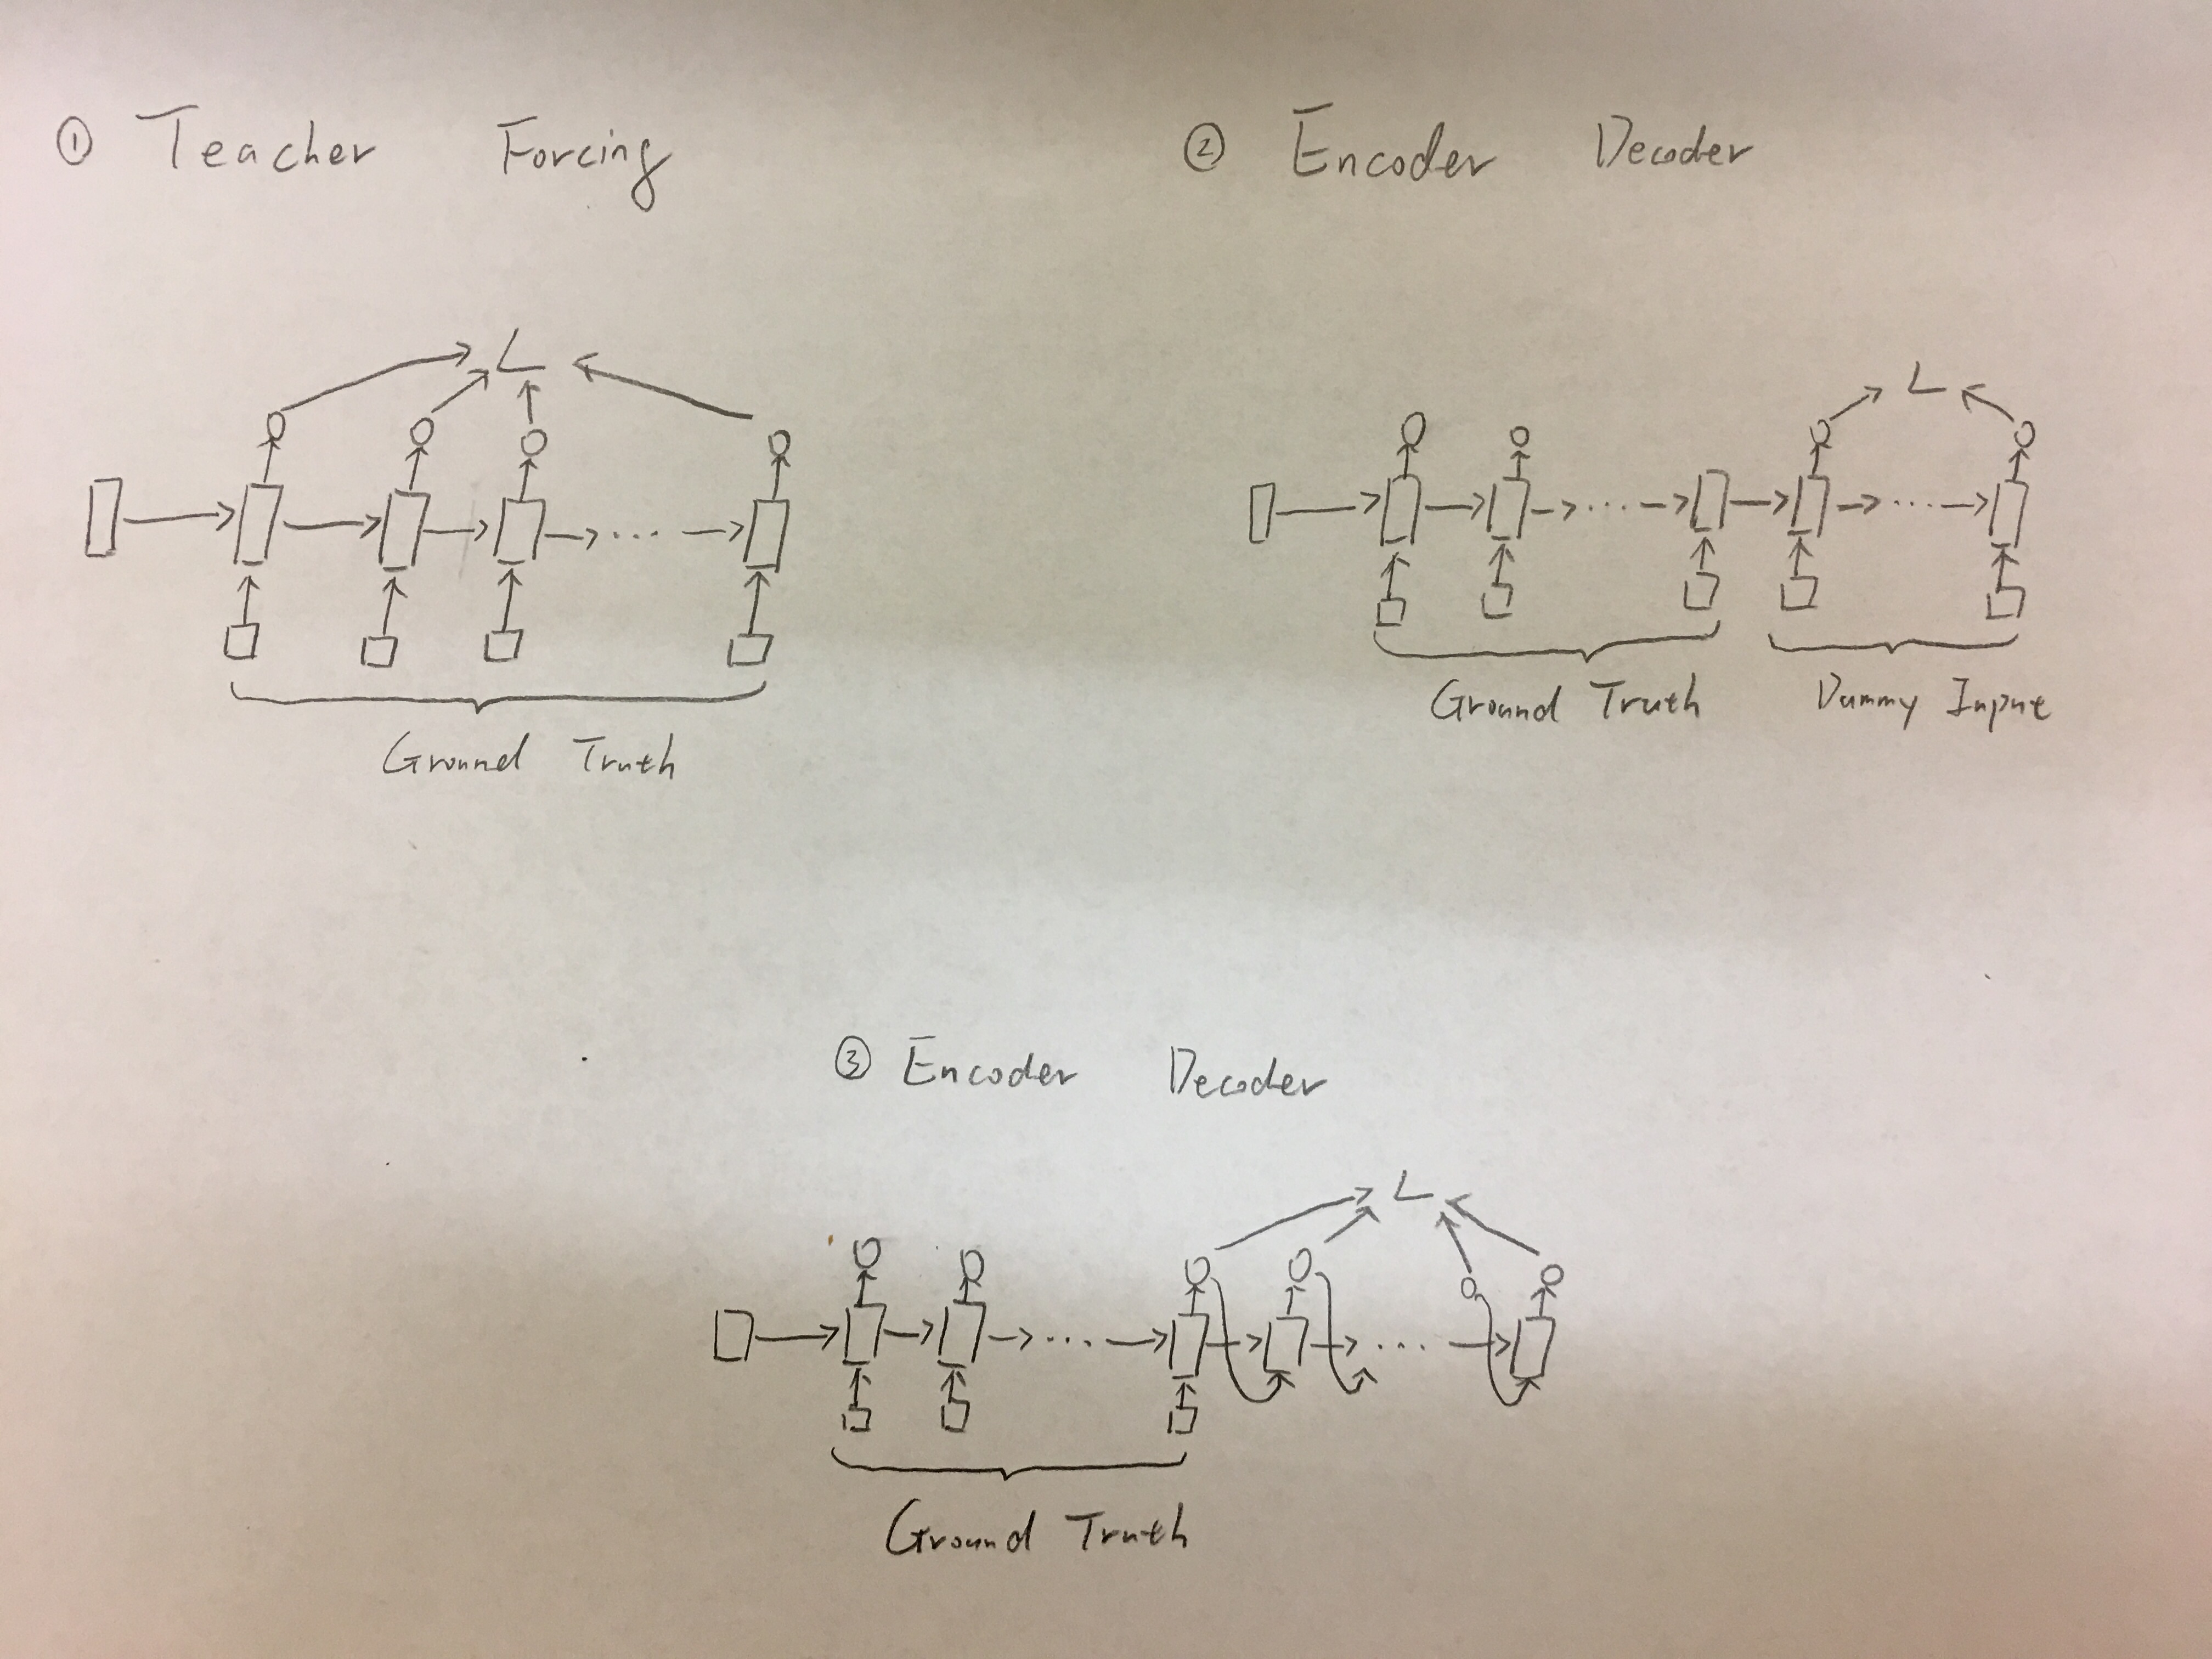 ① Teacher Forcing
L
Ground Truth
② Encoder Decoder
L
Ground Truth
Dummy Input
③ Encoder Decoder
L
Ground Truth